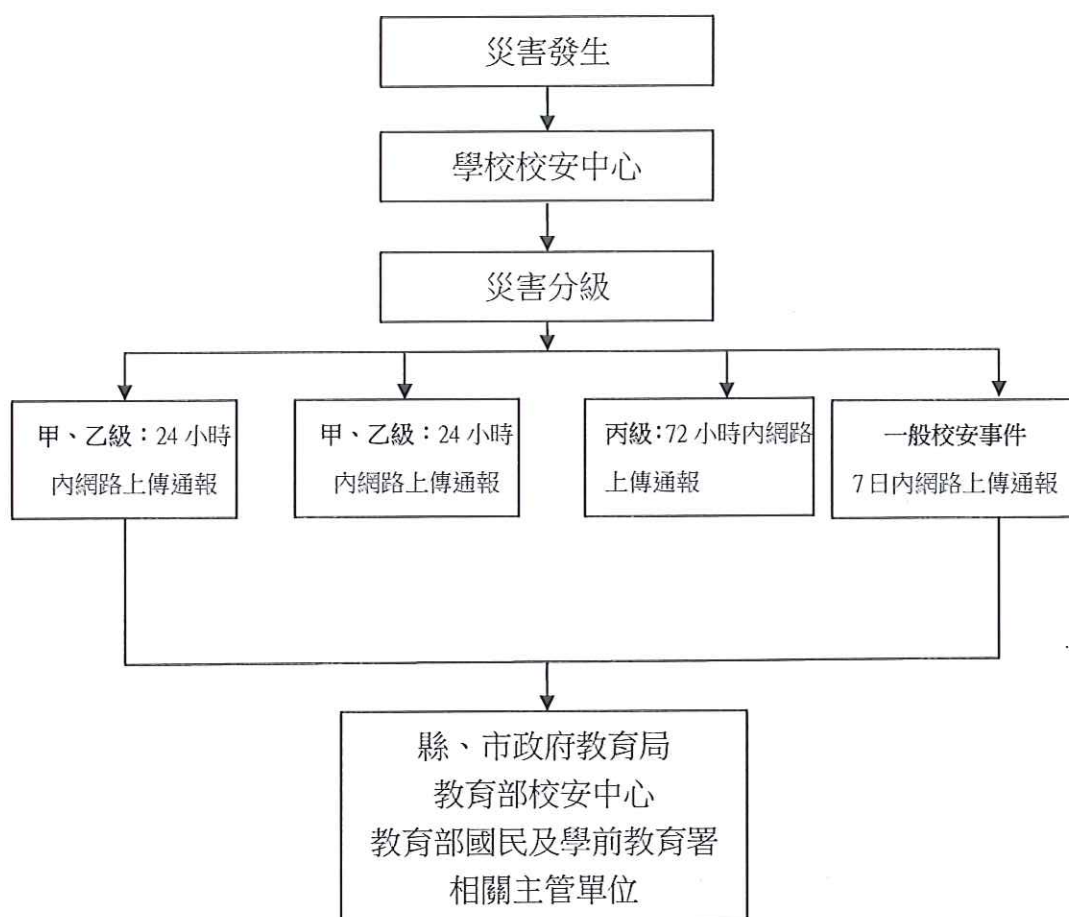 災害發生
學校校安中心
災害分級
甲、乙級：24 小時
內網路上傳通報
甲、乙級：24 小時
內網路上傳通報
丙級：72 小時內網路
上傳通報
一般校安事件
7日內網路上傳通報
縣、市政府教育局
教育部校安中心
教育部國民及學前教育署
相關主管單位